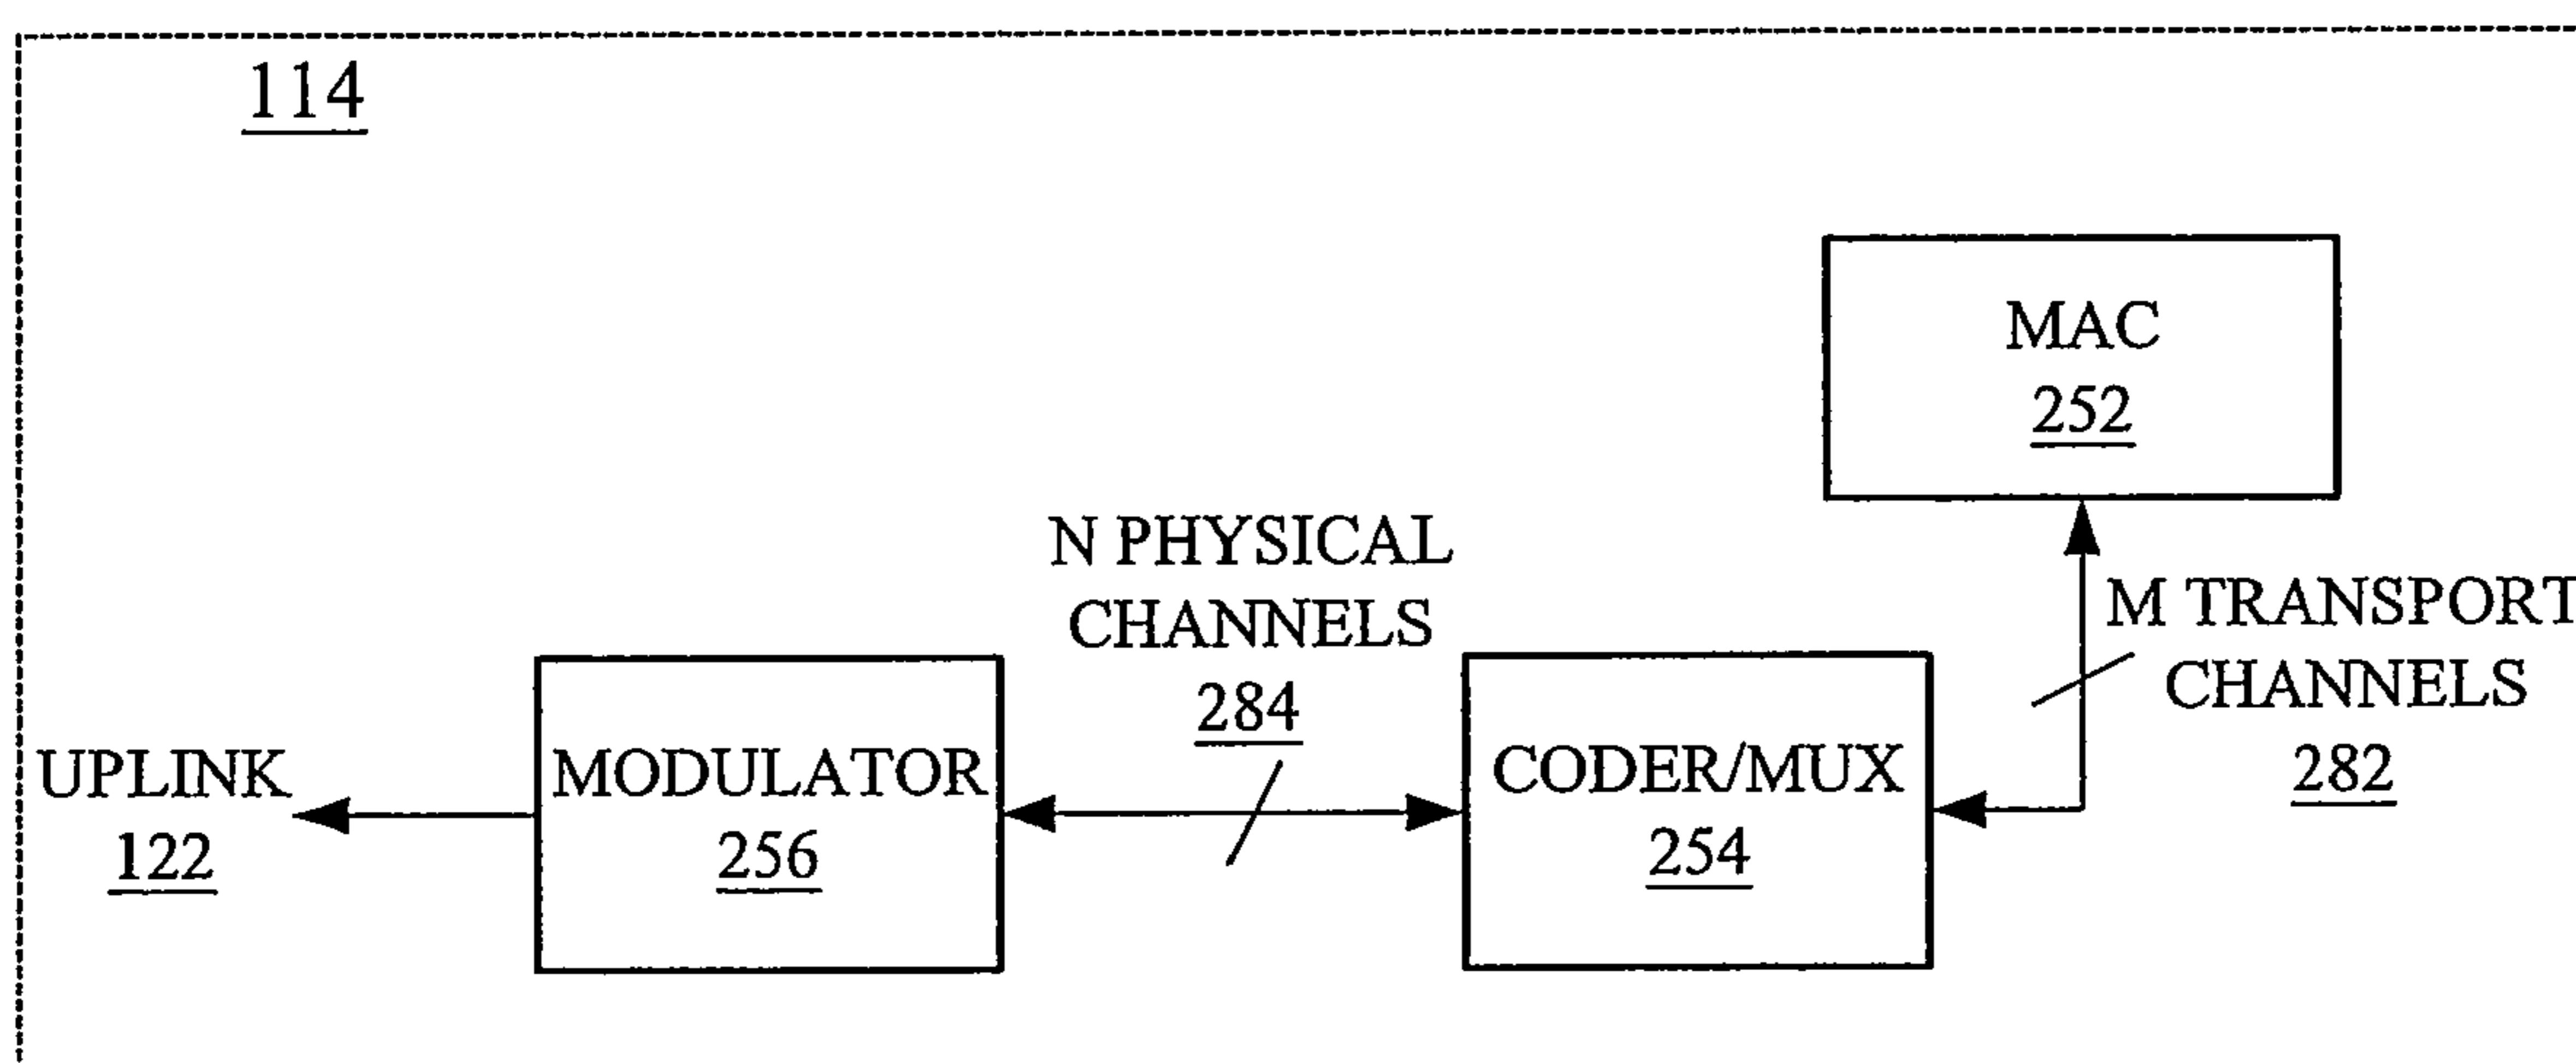 114
MAC
252
N PHYSICAL
CHANNELS
284
M TRANSPORT
CHANNELS
282
UPLINK
122
MODULATOR
256
CODER/MUX
254